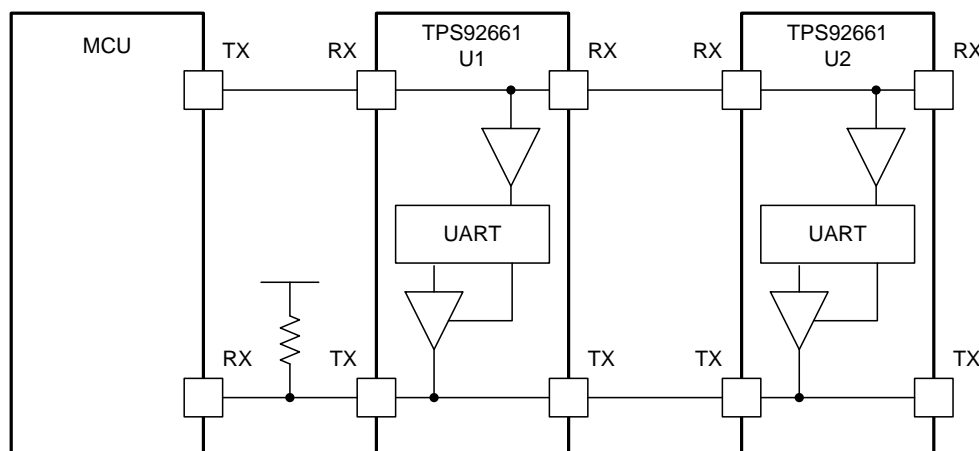 MCU
TX
RX
TPS92661
U1
RX
RX
TPS92661
U2
RX
UART
UART
RX
TX
TX
TX
TX